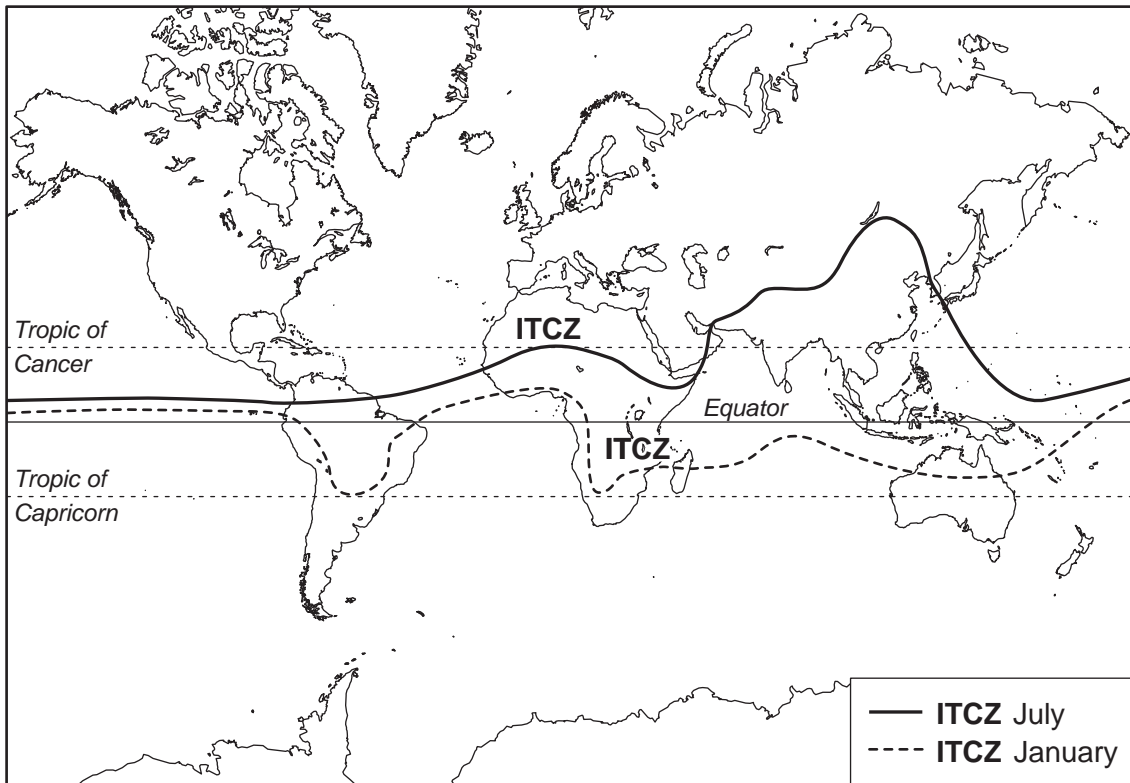 ITCZ
Tropic of
Cancer
Equator
ITCZ
Tropic of
Capricorn
ITCZ July
ITCZ January